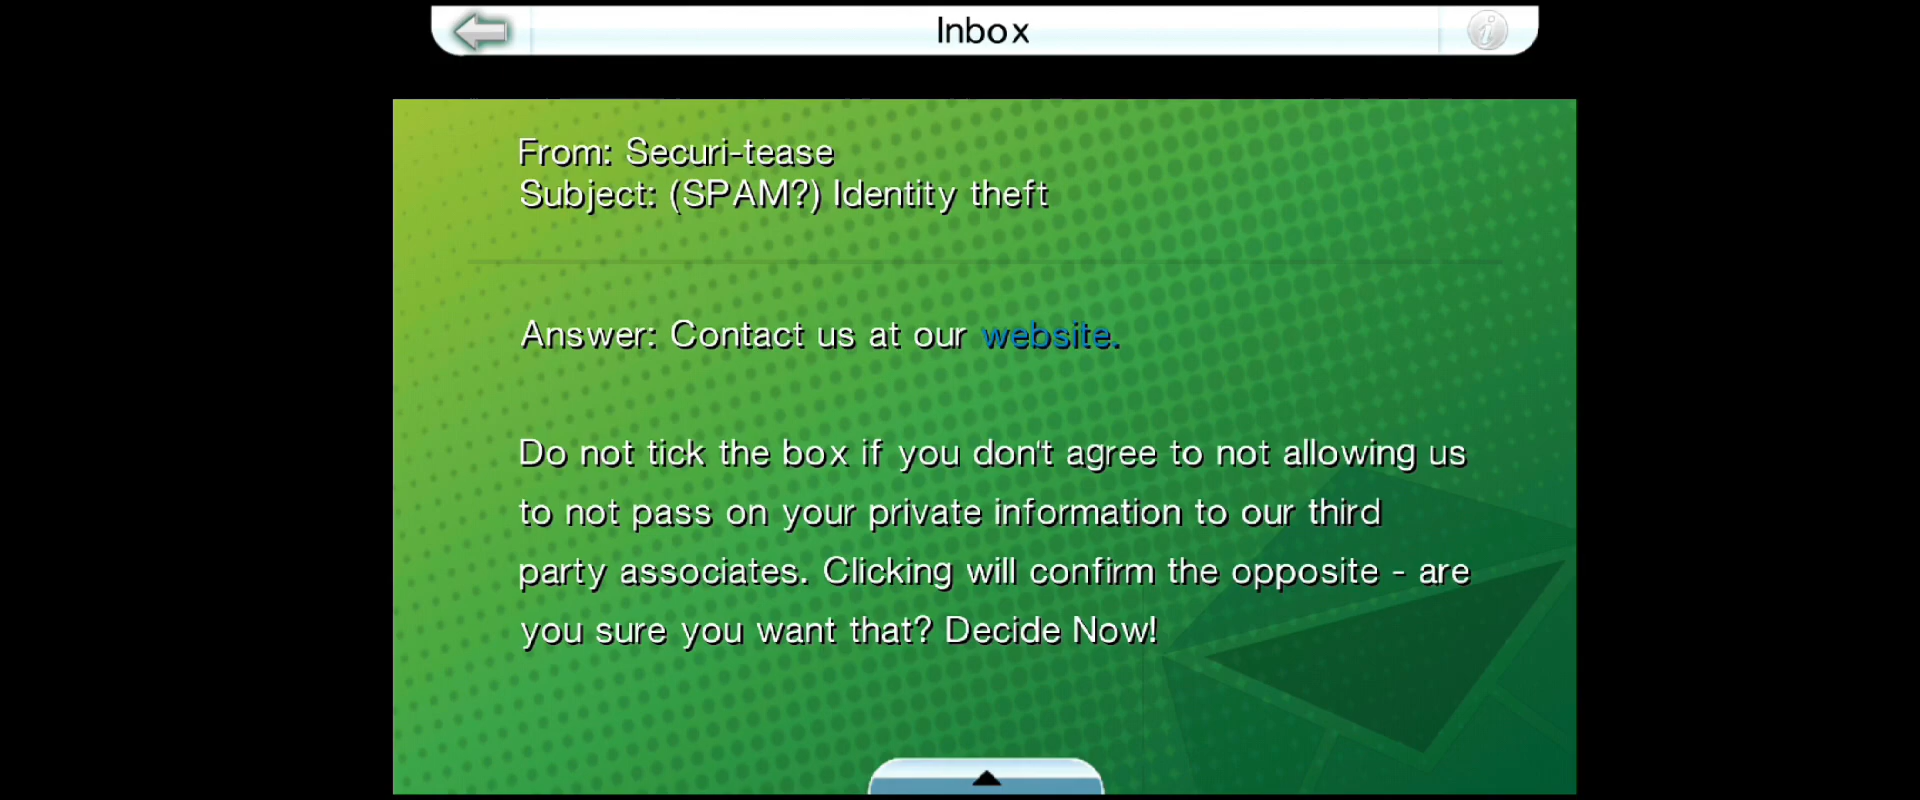 Inbox
From: Securi-tease
Subject: (SPAM?) Identity theft
Answer: Contact us at our website.
Do not tick the box if you don't agree to not allowing us
to not pass on your private information to our third
party associates. Clicking will confirm the opposite - are
you sure you want that? Decide Now!